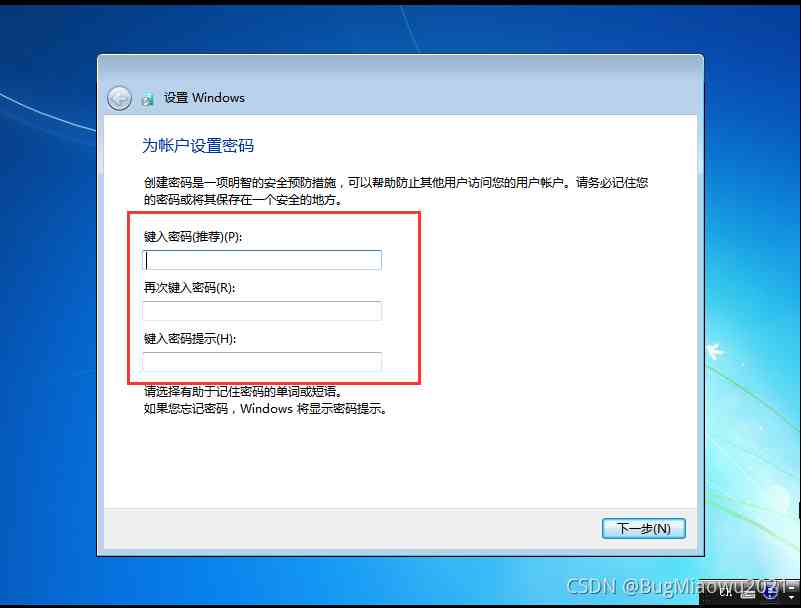 设置 Windows
为帐户设置密码
创建密码是一项明智的安全预防措施，可以帮助防止其他用户访问您的用户帐户。请务必记住您
的密码或将其保存在一个安全的地方。
键入密码(推荐)(P):
再次键入密码(R):
键入密码提示(H):
请选择有助于记住密码的单词或短语。
如果您忘记密码，Windows 将显示密码提示。
下一步(N)
CSDN @BugMiaowu2021